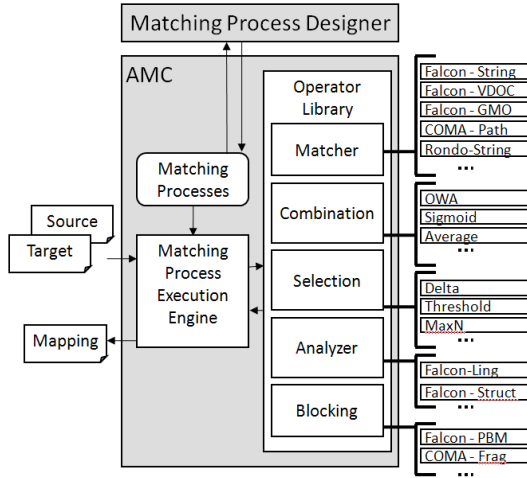 Matching Process Designer
AMC
Operator
Library
Matcher
Combination
Selection
Analyzer
Blocking
Matching
Processes
Matching
Process
Execution
Engine
Source
Target
Mapping
Falcon - String
Falcon - VDOC
Falcon - GMO
COMA - Path
Rondo-String
...
OWA
Sigmoid
Average
...
Delta
Threshold
MaxN
...
Falcon-Ling
Falcon - Struct
...
Falcon - PBM
COMA - Frag
...